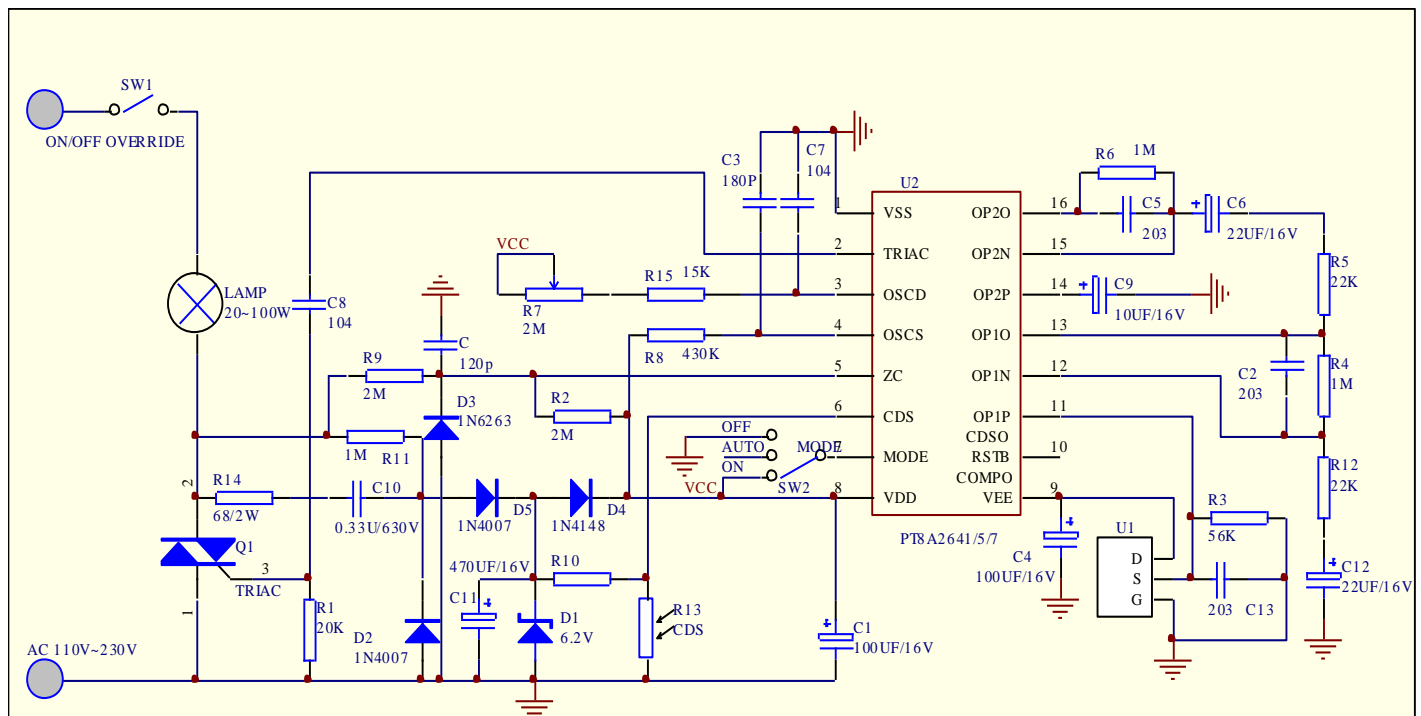 SW1
ON/OFF OVERRIDE
C3
180P
C7
104
R6
1M
U2
C5
203
C6
22UF/16V
1
VSS
OP2O
16
2
TRIAC
OP2N
15
3
OSCD
OP2P
14
4
OSCS
OP1O
13
5
ZC
OP1N
12
6
CDS
OP1P
11
CDSO
7
MODE
RSTB
10
COMPO
8
VDD
VEE
9
PT8A2641/5/7
VCC
R7
2M
R15
15K
R8
430K
C9
10UF/16V
R5
22K
R4
1M
C2
203
LAMP
20~100W
C8
104
C
120p
R9
2M
D3
1N6263
R2
2M
1M
R11
OFF
AUTO
ON
MODE
SW2
VCC
2
R14
68/2W
C10
0.33U/630V
D5
1N4007
D4
1N4148
R12
22K
Q1
3
TRIAC
1
470UF/16V
C11
R10
D1
6.2V
R13
CDS
R1
20K
D2
1N4007
C1
100UF/16V
C4
100UF/16V
U1
D
S
G
R3
56K
203
C13
C12
22UF/16V
AC 110V~230V